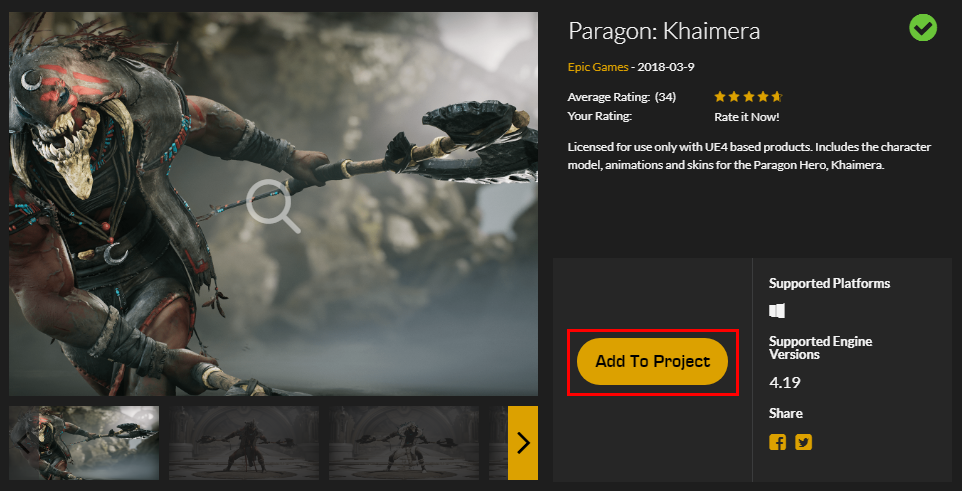 Paragon: Khaimera
Epic Games - 2018-03-9
Average Rating: (34)
Your Rating: Rate it Now!
Licensed for use only with UE4 based products. Includes the character
model, animations and skins for the Paragon Hero, Khaimera.
Add To Project
Supported Platforms
Supported Engine
Versions
4.19
Share